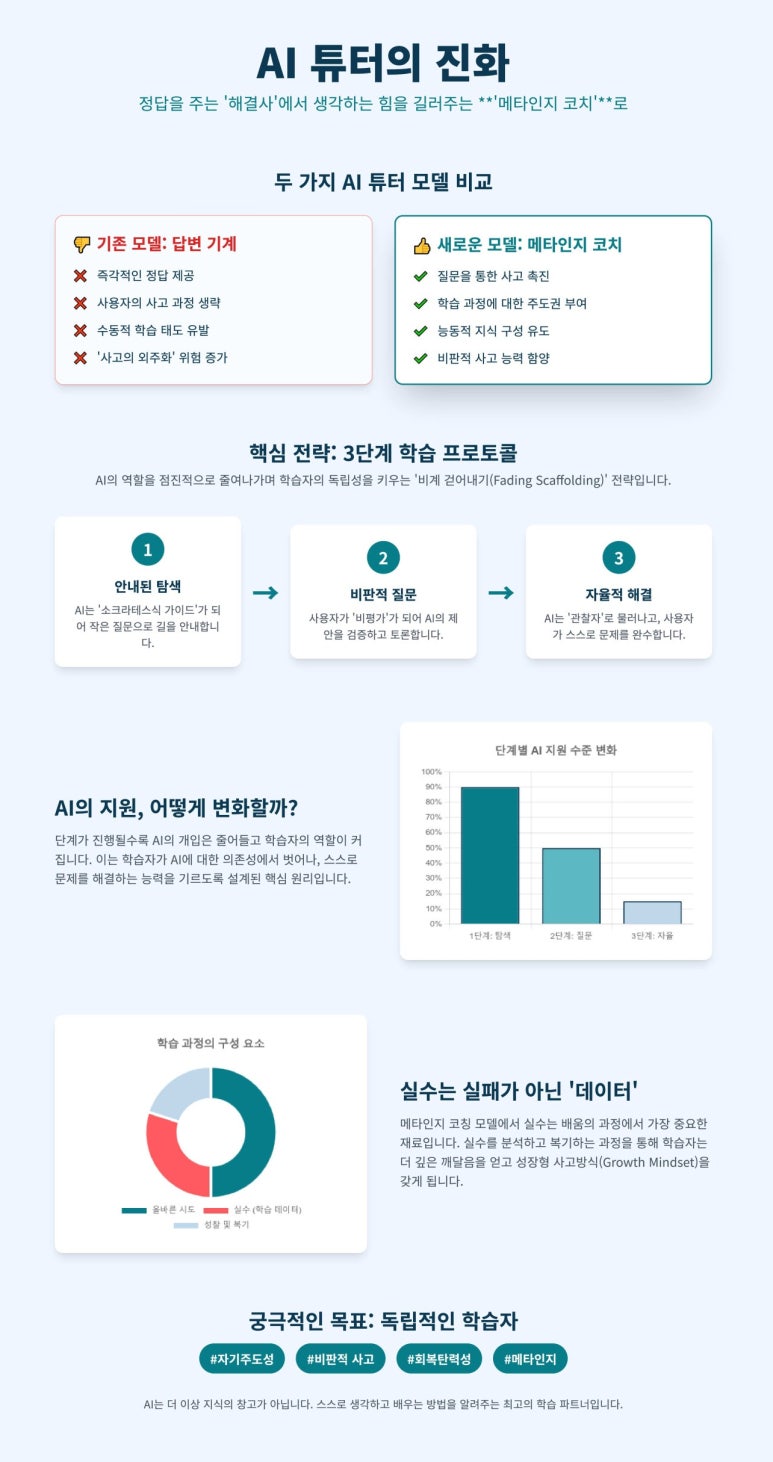 AI 튜터의 진화
정답을 주는 '해결사'에서 생각하는 힘을 길러주는 **'메타인지 코치'**로
두 가지 AI 튜터 모델 비교
기존 모델: 답변 기계
즉각적인 정답 제공
사용자의 사고 과정 생략
수동적 학습 태도 유발
'사고의 외주화' 위험 증가
새로운 모델: 메타인지 코치
질문을 통한 사고 촉진
학습 과정에 대한 주도권 부여
능동적 지식 구성 유도
비판적 사고 능력 함양
핵심 전략: 3단계 학습 프로토콜
AI의 역할을 점진적으로 줄여나가며 학습자의 독립성을 키우는 '비계 걷어내기(Fading Scaffolding)' 전략입니다.
1
안내된 탐색
AI는 '소크라테스식 가이드'가 되
어 작은 질문으로 길을 안내합니
다.
2
비판적 질문
사용자가 '비평가'가 되어 AI의 제
안을 검증하고 토론합니다.
3
자율적 해결
AI는 '관찰자'로 물러나고, 사용자
가 스스로 문제를 완수합니다.
AI의 지원, 어떻게 변화할까?
단계가 진행될수록 AI의 개입은 줄어들고 학습자의 역할이 커
집니다. 이는 학습자가 AI에 대한 의존성에서 벗어나, 스스로
문제를 해결하는 능력을 기르도록 설계된 핵심 원리입니다.
단계별 AI 지원 수준 변화
100%
90%
80%
70%
60%
50%
40%
30%
20%
10%
0%
1단계: 탐색
2단계: 질문
3단계: 자율
학습 과정의 구성 요소
올바른 시도
실수 (학습 데이터)
성찰 및 복기
실수는 실패가 아닌 '데이터'
메타인지 코칭 모델에서 실수는 배움의 과정에서 가장 중요한
재료입니다. 실수를 분석하고 복기하는 과정을 통해 학습자는
더 깊은 깨달음을 얻고 성장형 사고방식(Growth Mindset)을
갖게 됩니다.
궁극적인 목표: 독립적인 학습자
#자기주도성
#비판적 사고
#회복탄력성
#메타인지
AI는 더 이상 지식의 창고가 아닙니다. 스스로 생각하고 배우는 방법을 알려주는 최고의 학습 파트너입니다.